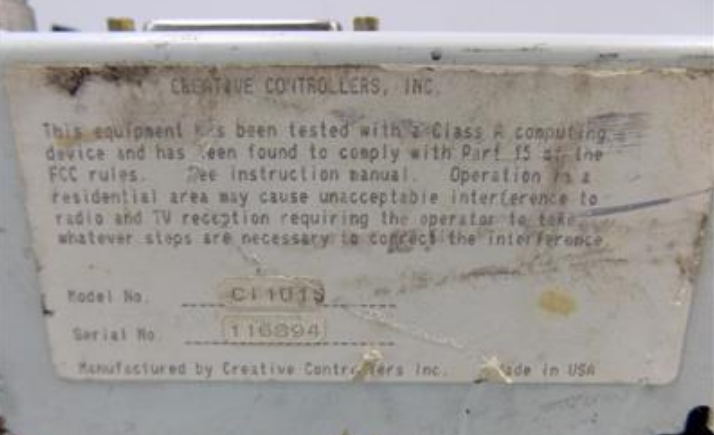 CREATIVE CONTROLLERS, INC.
This equipment has been tested with a Class A computing
device and has been found to comply with Part 15 of the
FCC rules. See instruction manual. Operation in a
residential area may cause unacceptable interference to
radio and TV reception requiring the operator to take
whatever steps are necessary to correct the interference
Model No.
Serial No. 116894
Manufactured by Creative Controllers Inc. Made in USA